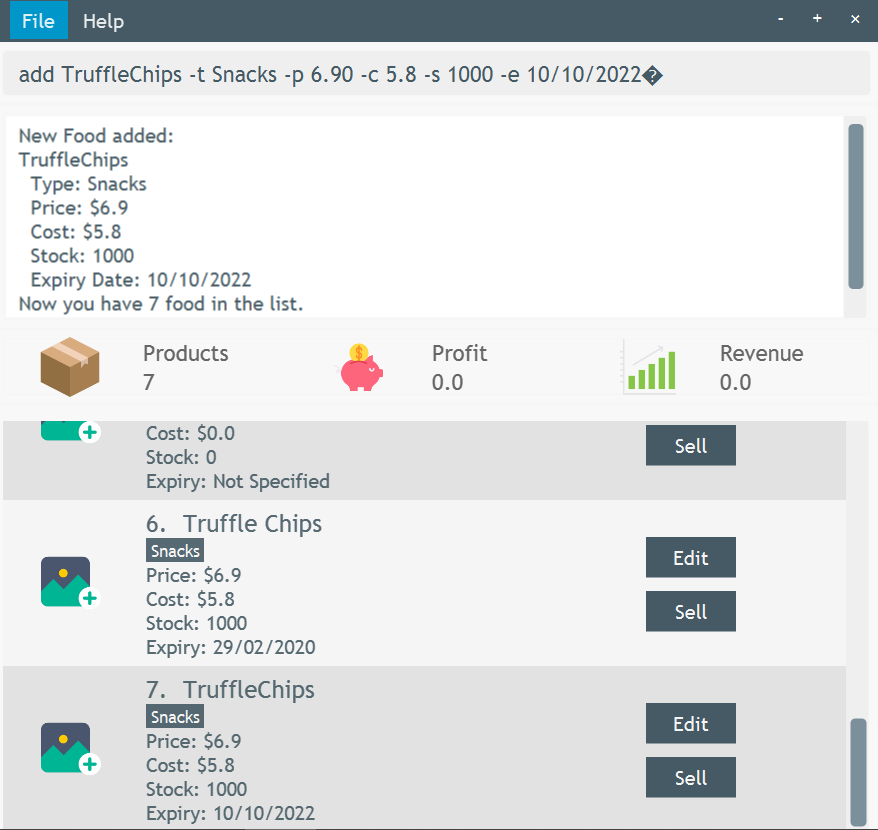 File Help - + ×
add TruffleChips -t Snacks -p 6.90 -c 5.8 -s 1000 -e 10/10/2022�
New Food added:
TruffleChips
Type: Snacks
Price: $6.9
Cost: $5.8
Stock: 1000
Expiry Date: 10/10/2022
Now you have 7 food in the list.
Products Profit Revenue
7 0.0 0.0
Cost: $0.0
Sell
Stock: 0
Expiry: Not Specified
6. Truffle Chips
Snacks
Edit
Price: $6.9
Cost: $5.8
Sell
Stock: 1000
Expiry: 29/02/2020
7. TruffleChips
Snacks
Edit
Price: $6.9
Cost: $5.8
Sell
Stock: 1000
Expiry: 10/10/2022